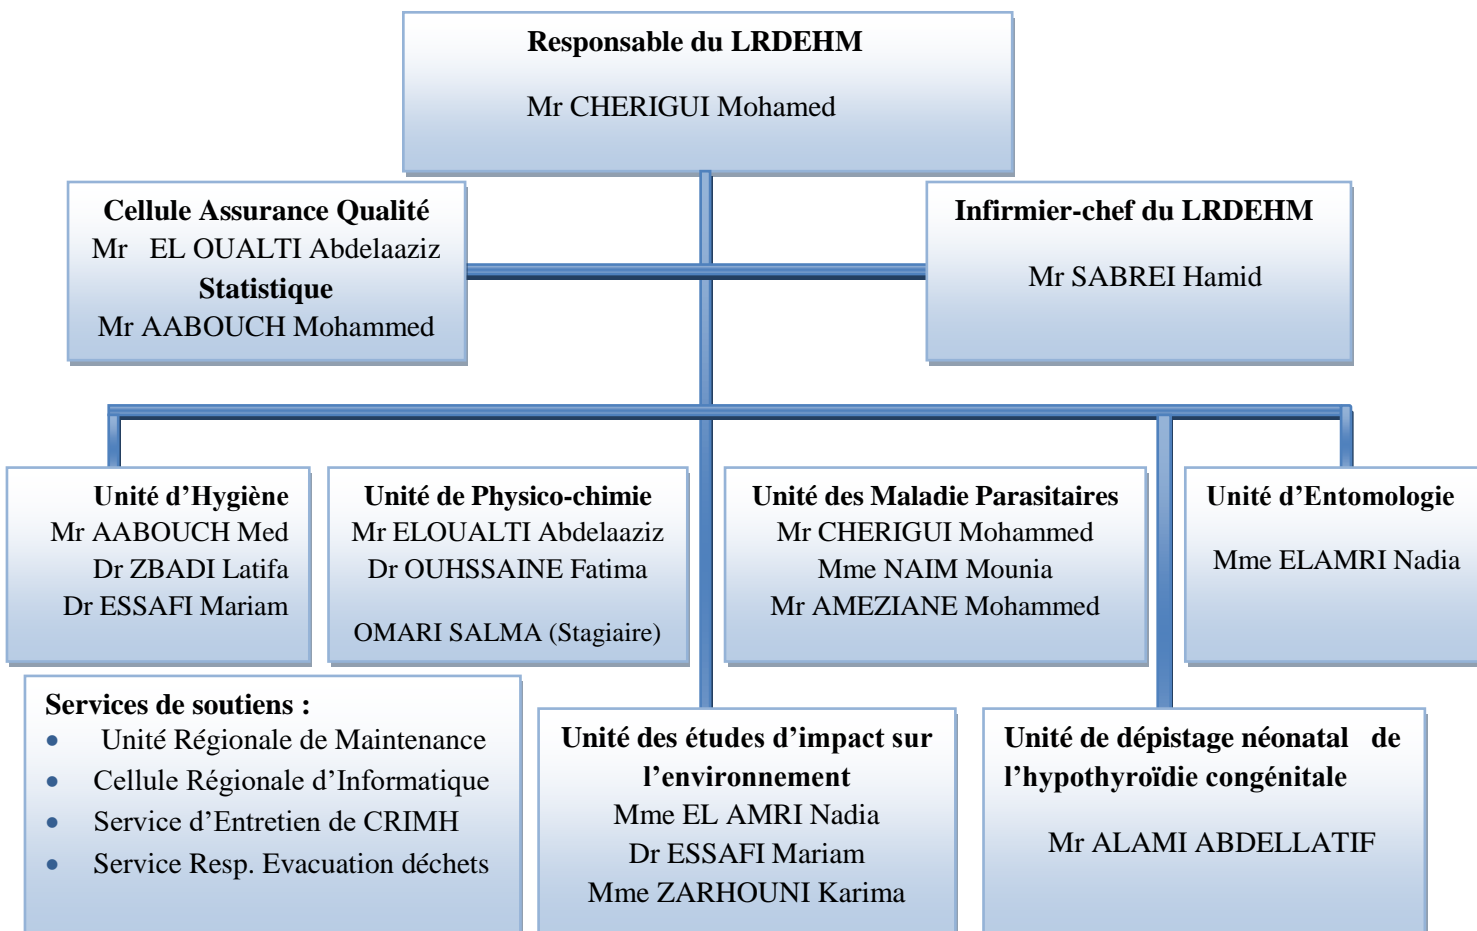 Responsable du LRDEHM
Mr CHERIGUI Mohamed
Cellule Assurance Qualité
Mr EL OUALTI Abdelaaziz
Statistique
Mr AABOUCH Mohammed
Infirmier-chef du LRDEHM
Mr SABREI Hamid
Unité d’Hygiène
Mr AABOUCH Med
Dr ZBADI Latifa
Dr ESSAFI Mariam
Unité de Physico-chimie
Mr ELOUALTI Abdelaaziz
Dr OUHSSAINE Fatima
OMARI SALMA (Stagiaire)
Unité des Maladie Parasitaires
Mr CHERIGUI Mohammed
Mme NAIM Mounia
Mr AMEZIANE Mohammed
Unité d’Entomologie
Mme ELAMRI Nadia
Services de soutiens :
• Unité Régionale de Maintenance
• Cellule Régionale d’Informatique
• Service d’Entretien de CRIMH
• Service Resp. Evacuation déchets
Unité des études d’impact sur
l’environnement
Mme EL AMRI Nadia
Dr ESSAFI Mariam
Mme ZARHOUNI Karima
Unité de dépistage néonatal de
l’hypothyroïdie congénitale
Mr ALAMI ABDELLATIF